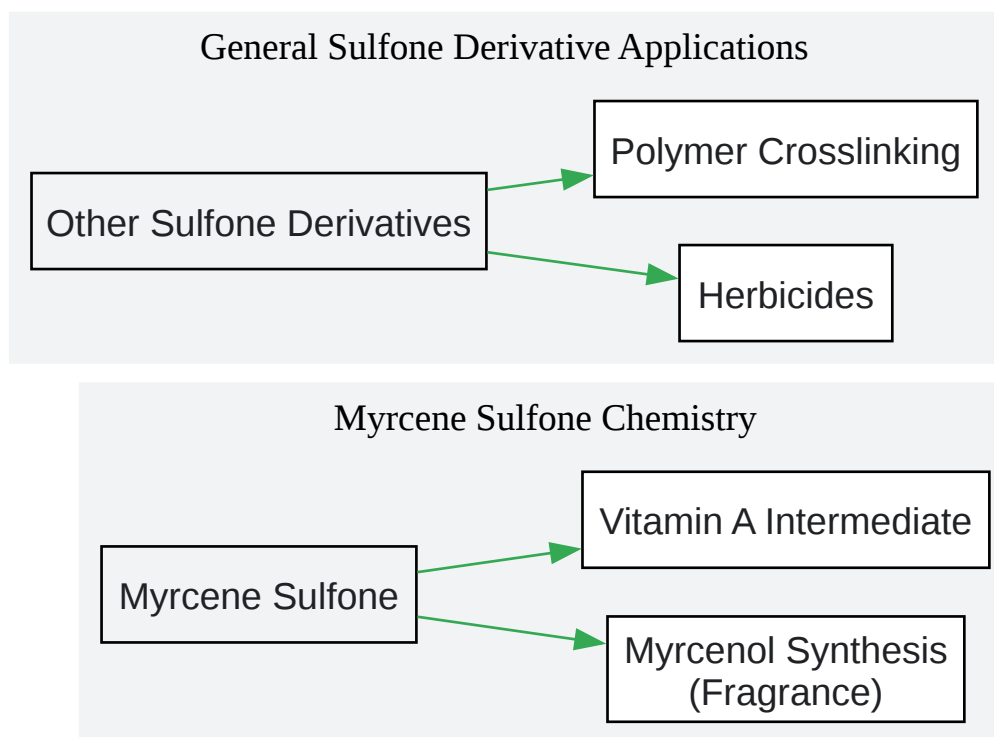 General Sulfone Derivative Applications
Polymer Crosslinking
Other Sulfone Derivatives
Herbicides
Myrcene Sulfone Chemistry
Vitamin A Intermediate
Myrcene Sulfone
Myrcenol Synthesis
(Fragrance)